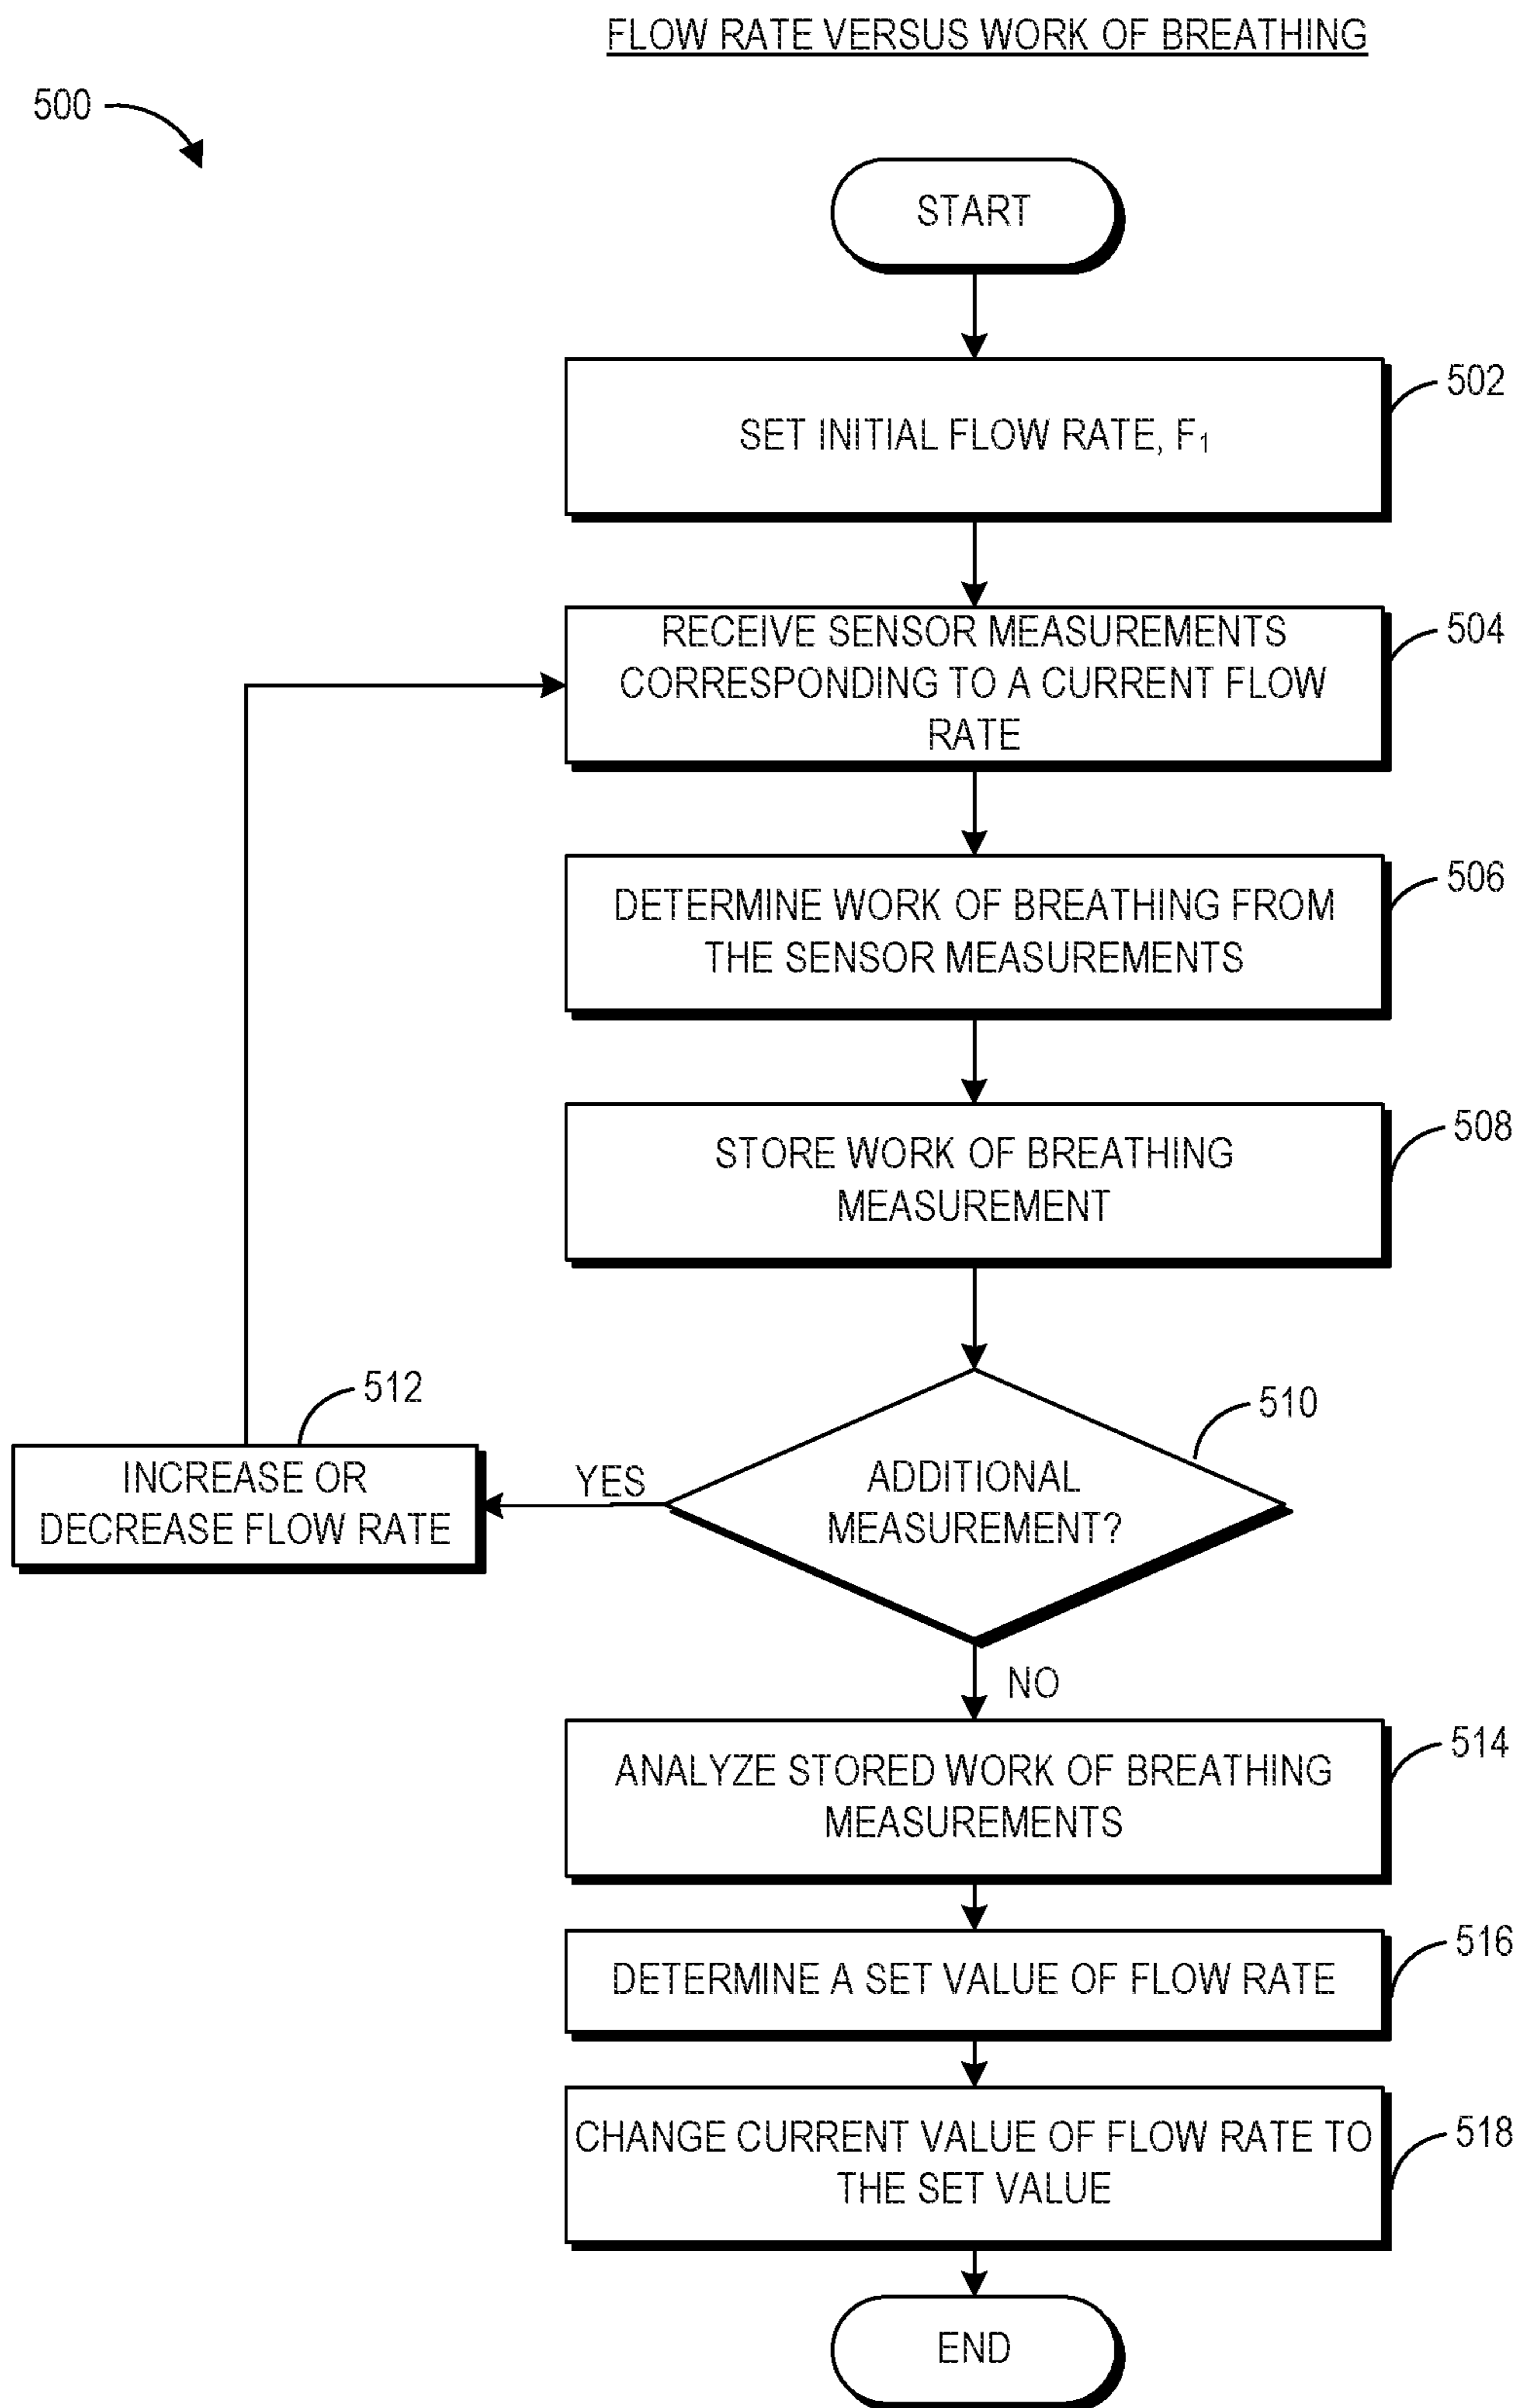 FLOW RATE VERSUS WORK OF BREATHING
500
START
502
SET INITIAL FLOW RATE, F₁
504
RECEIVE SENSOR MEASUREMENTS
CORRESPONDING TO A CURRENT FLOW
RATE
506
DETERMINE WORK OF BREATHING FROM
THE SENSOR MEASUREMENTS
508
STORE WORK OF BREATHING
MEASUREMENT
510
ADDITIONAL
MEASUREMENT?
YES
512
INCREASE OR
DECREASE FLOW RATE
NO
514
ANALYZE STORED WORK OF BREATHING
MEASUREMENTS
516
DETERMINE A SET VALUE OF FLOW RATE
518
CHANGE CURRENT VALUE OF FLOW RATE TO
THE SET VALUE
END